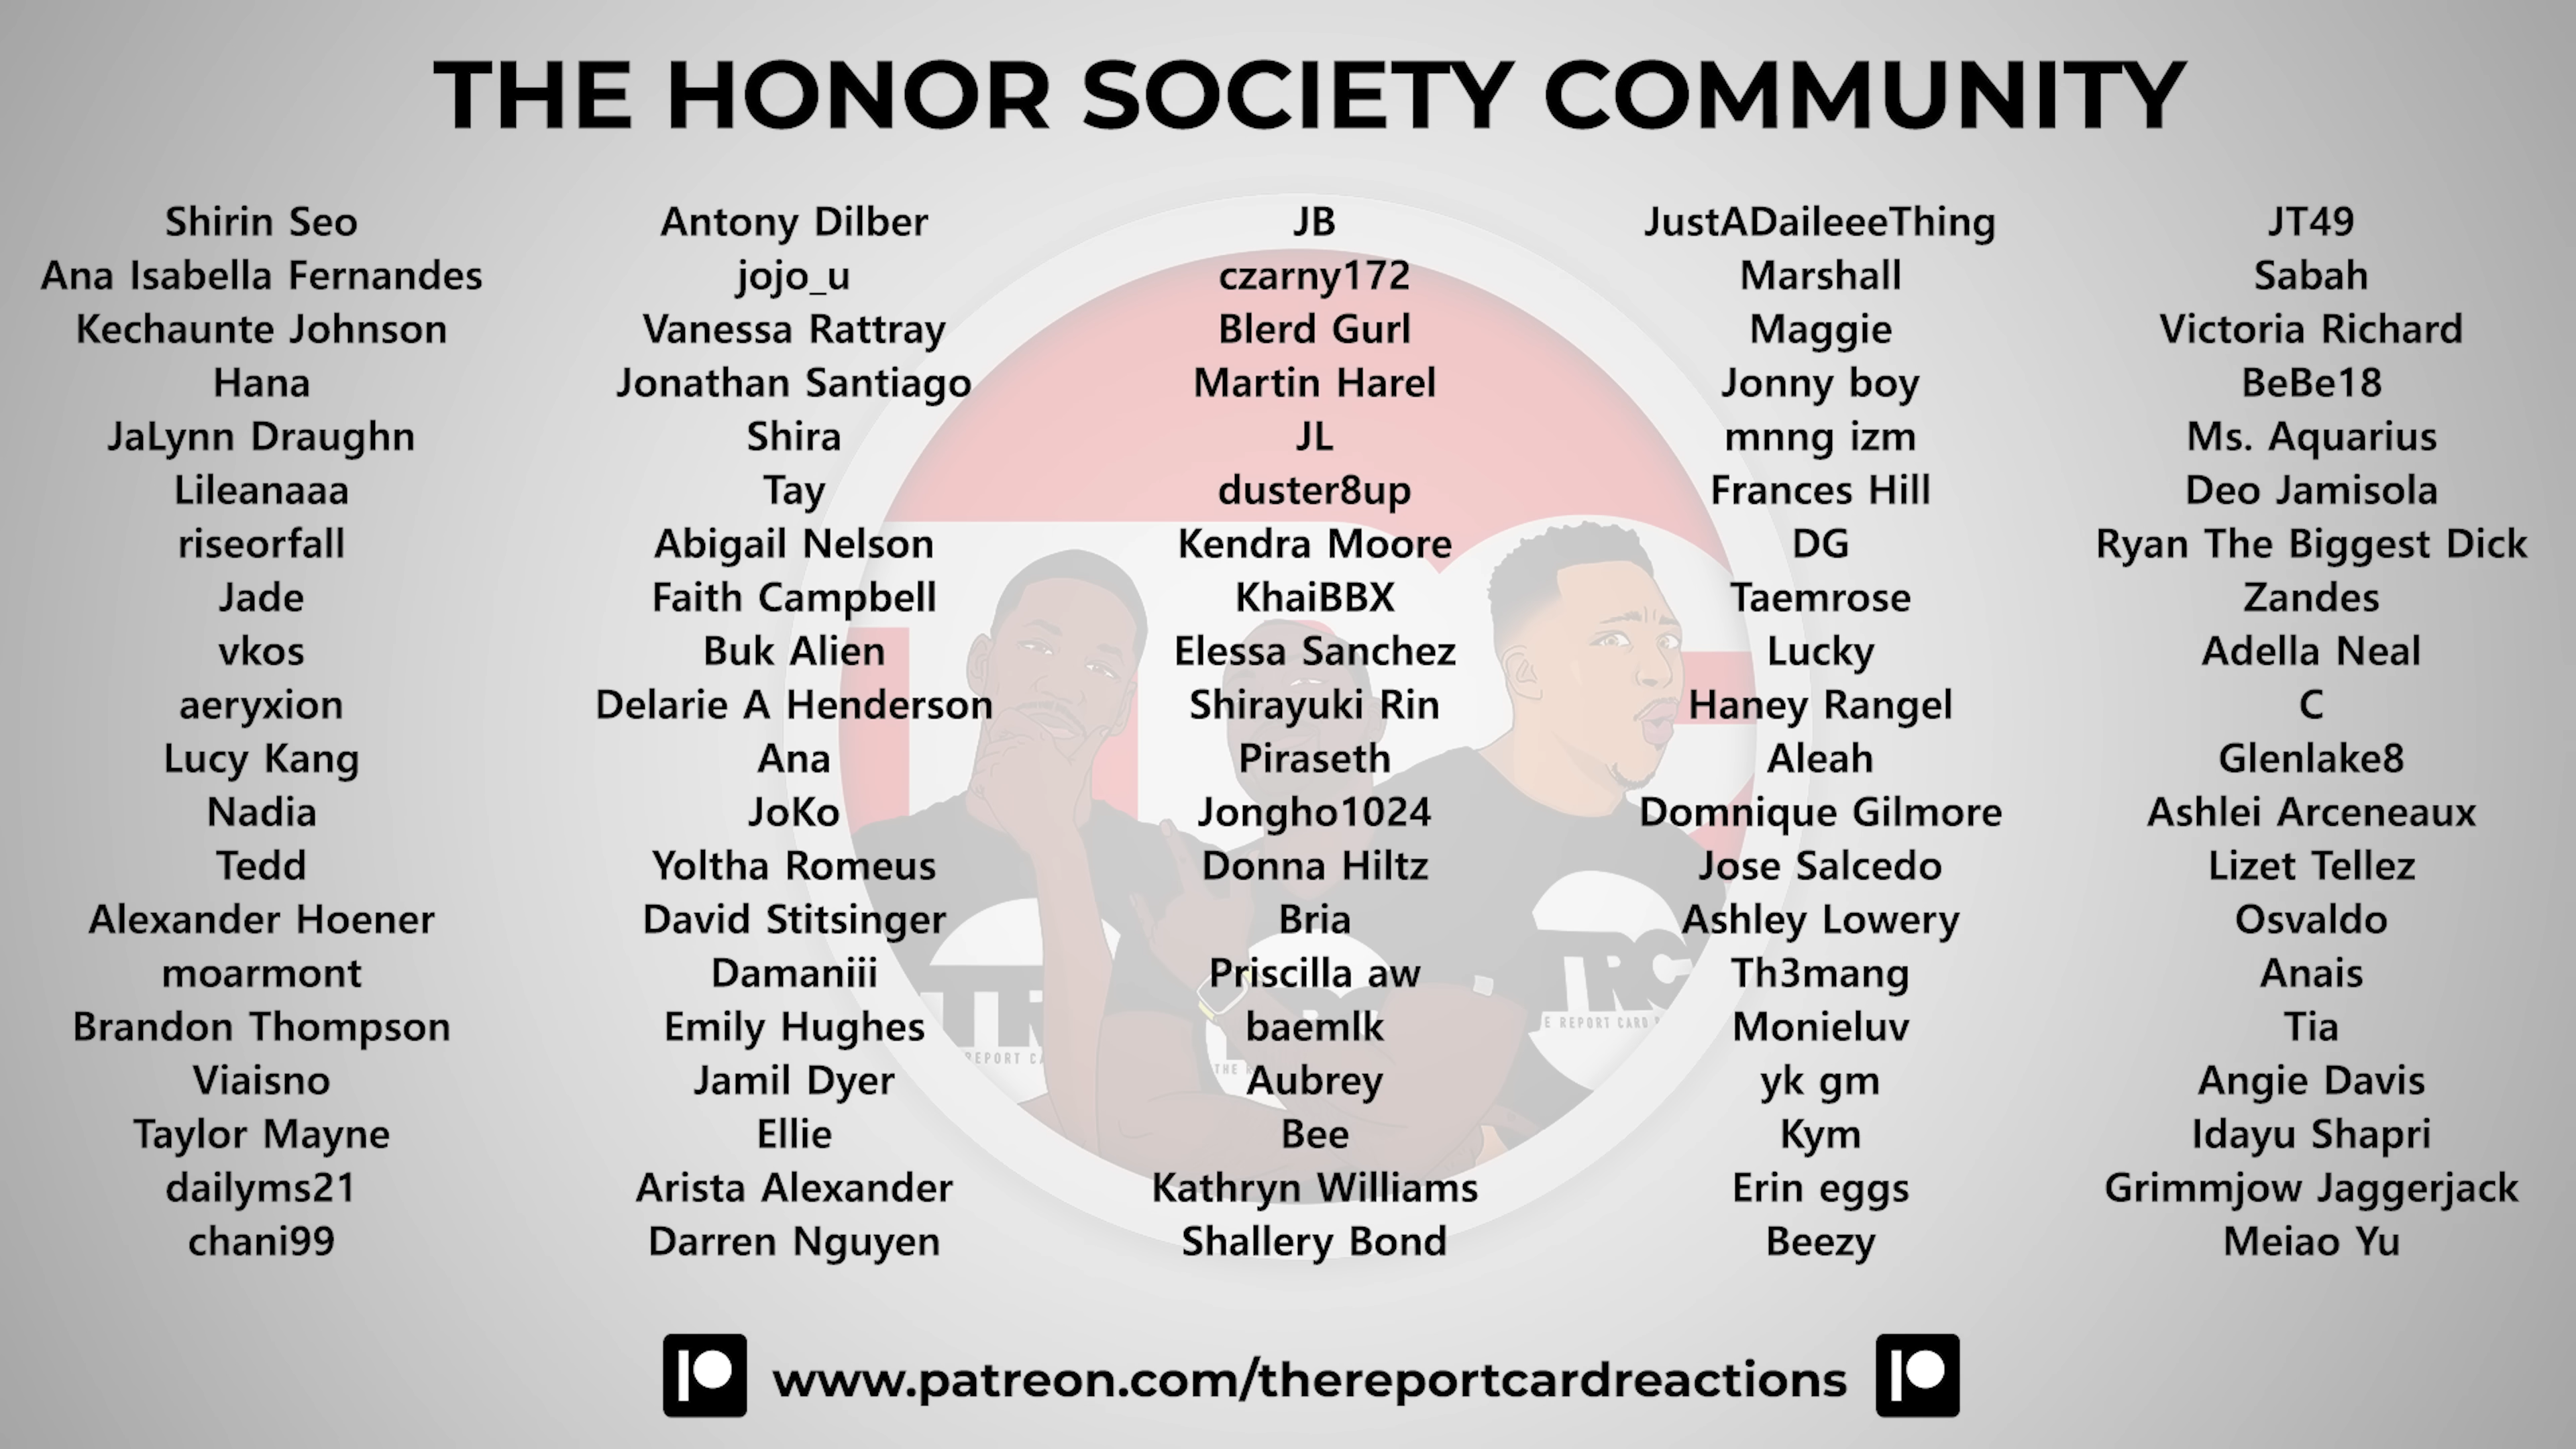 THE HONOR SOCIETY COMMUNITY
Shirin Seo
Ana Isabella Fernandes
Kechaunte Johnson
Hana
JaLynn Draughn
Lileanaaa
riseorfall
Jade
vkos
aeryxion
Lucy Kang
Nadia
Tedd
Alexander Hoener
moarmont
Brandon Thompson
Viaisno
Taylor Mayne
dailyms21
chani99
Antony Dilber
jojo_u
Vanessa Rattray
Jonathan Santiago
Shira
Tay
Abigail Nelson
Faith Campbell
Buk Alien
Delarie A Henderson
Ana
JoKo
Yoltha Romeus
David Stitsinger
Damaniii
Emily Hughes
Jamil Dyer
Ellie
Arista Alexander
Darren Nguyen
JB
czarny172
Blerd Gurl
Martin Harel
JL
duster8up
Kendra Moore
KhaiBBX
Elessa Sanchez
Shirayuki Rin
Piraseth
Jongho1024
Donna Hiltz
Bria
Priscilla aw
baemlk
Aubrey
Bee
Kathryn Williams
Shallery Bond
JustADaileeeThing
Marshall
Maggie
Jonny boy
mnng izm
Frances Hill
DG
Taemrose
Lucky
Haney Rangel
Aleah
Domnique Gilmore
Jose Salcedo
Ashley Lowery
Th3mang
Monieluv
yk gm
Kym
Erin eggs
Beezy
JT49
Sabah
Victoria Richard
BeBe18
Ms. Aquarius
Deo Jamisola
Ryan The Biggest Dick
Zandes
Adella Neal
C
Glenlake8
Ashlei Arceneaux
Lizet Tellez
Osvaldo
Anais
Tia
Angie Davis
Idayu Shapri
Grimmjow Jaggerjack
Meiao Yu
TRC
REPORT CARD
www.patreon.com/thereportcardreactions